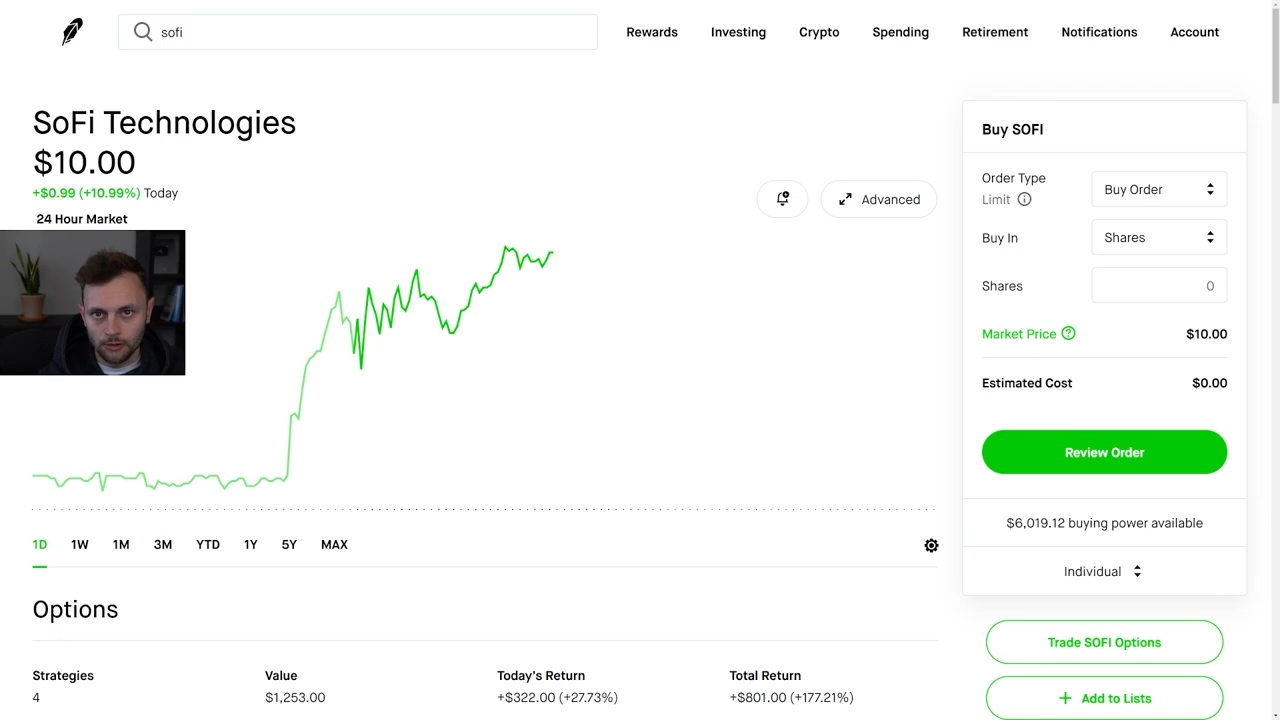 sofi
Rewards
Investing
Crypto
Spending
Retirement
Notifications
Account
SoFi Technologies
$10.00
+$0.99 (+10.99%) Today
24 Hour Market
Advanced
1D
1W
1M
3M
YTD
1Y
5Y
MAX
Options
Strategies
Value
Today's Return
Total Return
4
$1,253.00
+$322.00 (+27.73%)
+$801.00 (+177.21%)
Buy SOFI
Order Type
Limit
Buy Order
Buy In
Shares
Shares
0
Market Price
$10.00
Estimated Cost
$0.00
Review Order
$6,019.12 buying power available
Individual
Trade SOFI Options
+ Add to Lists